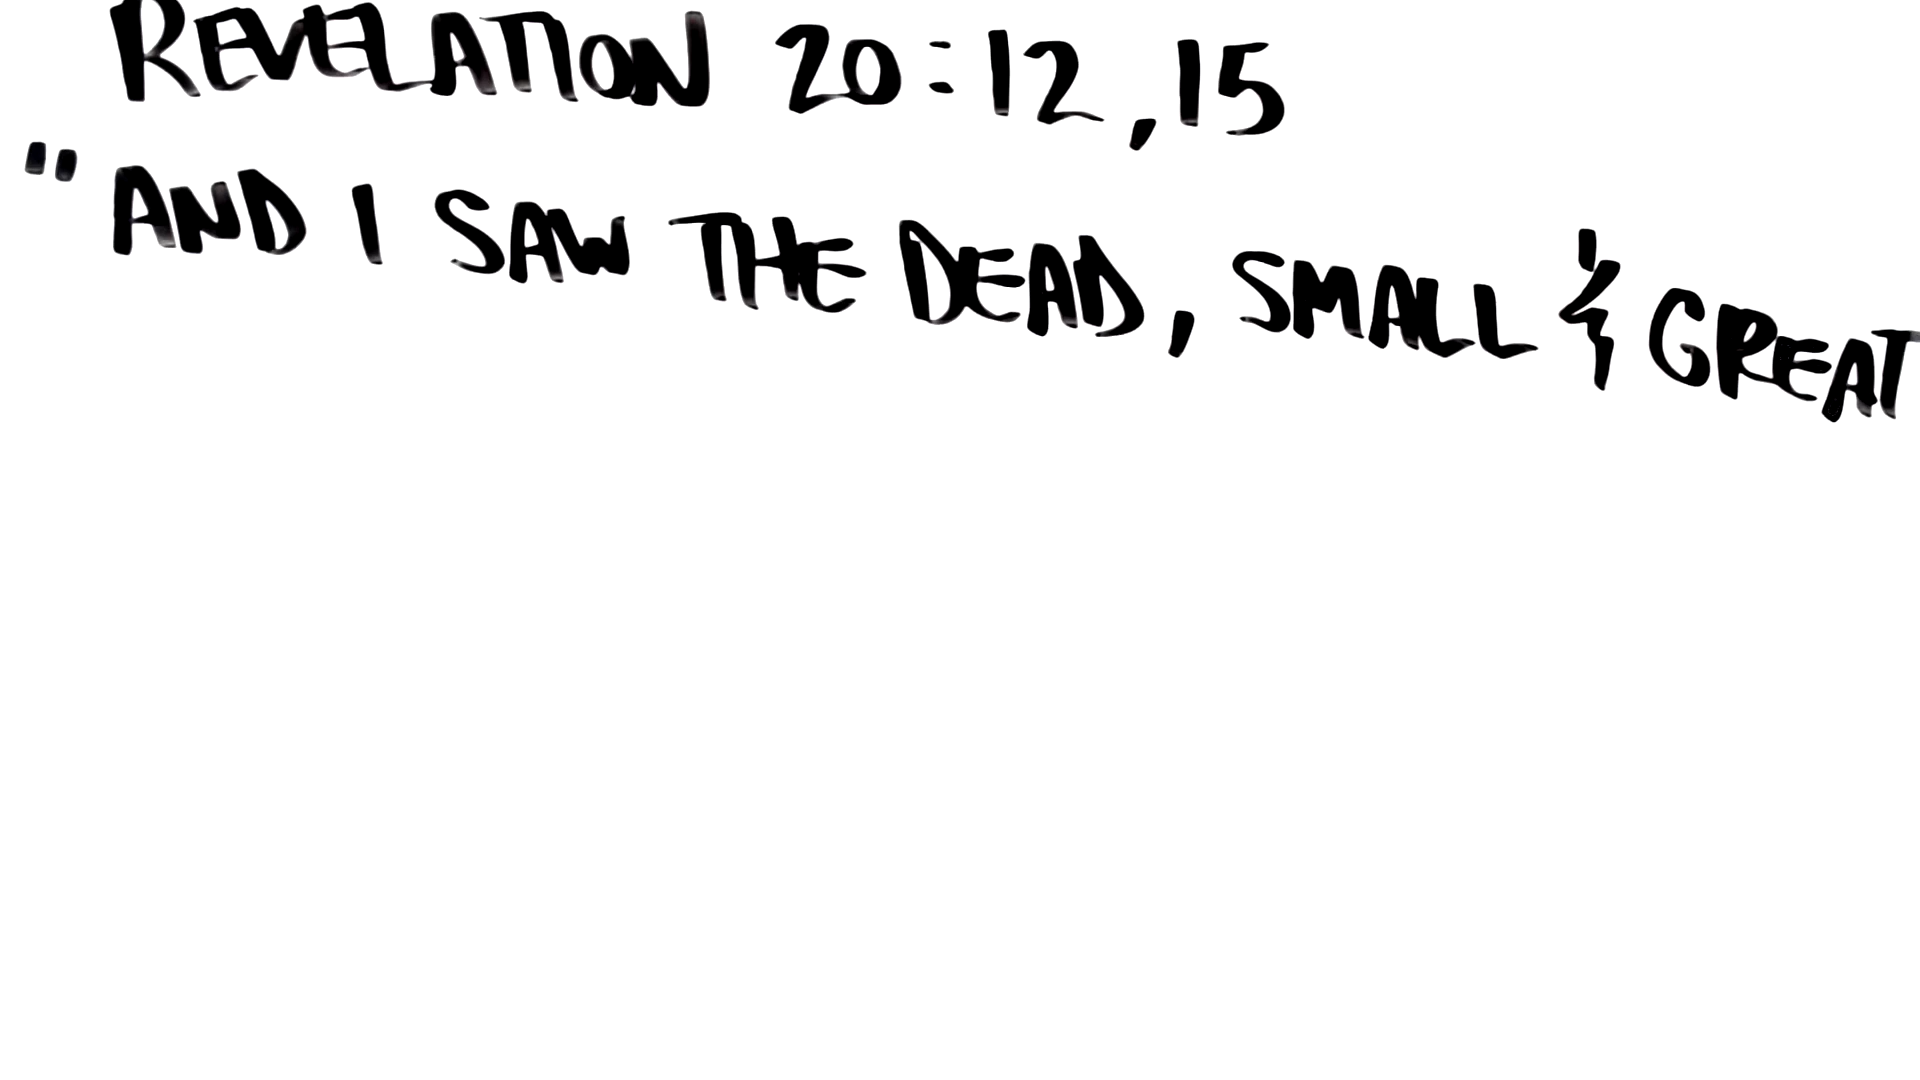 REVELATION 20:12,15
"AND I SAW THE DEAD, SMALL & GREAT